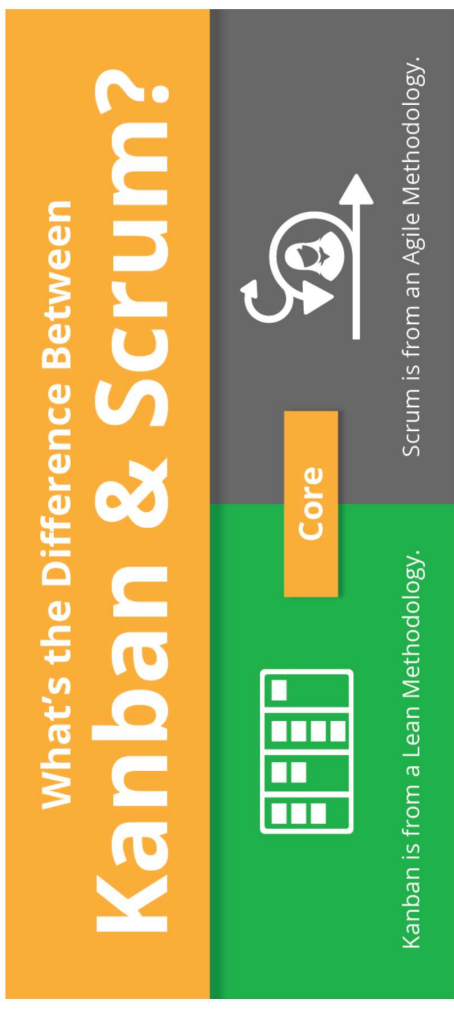 What's the Difference Between
Kanban & Scrum?
Core
Kanban is from a Lean Methodology.
Scrum is from an Agile Methodology.